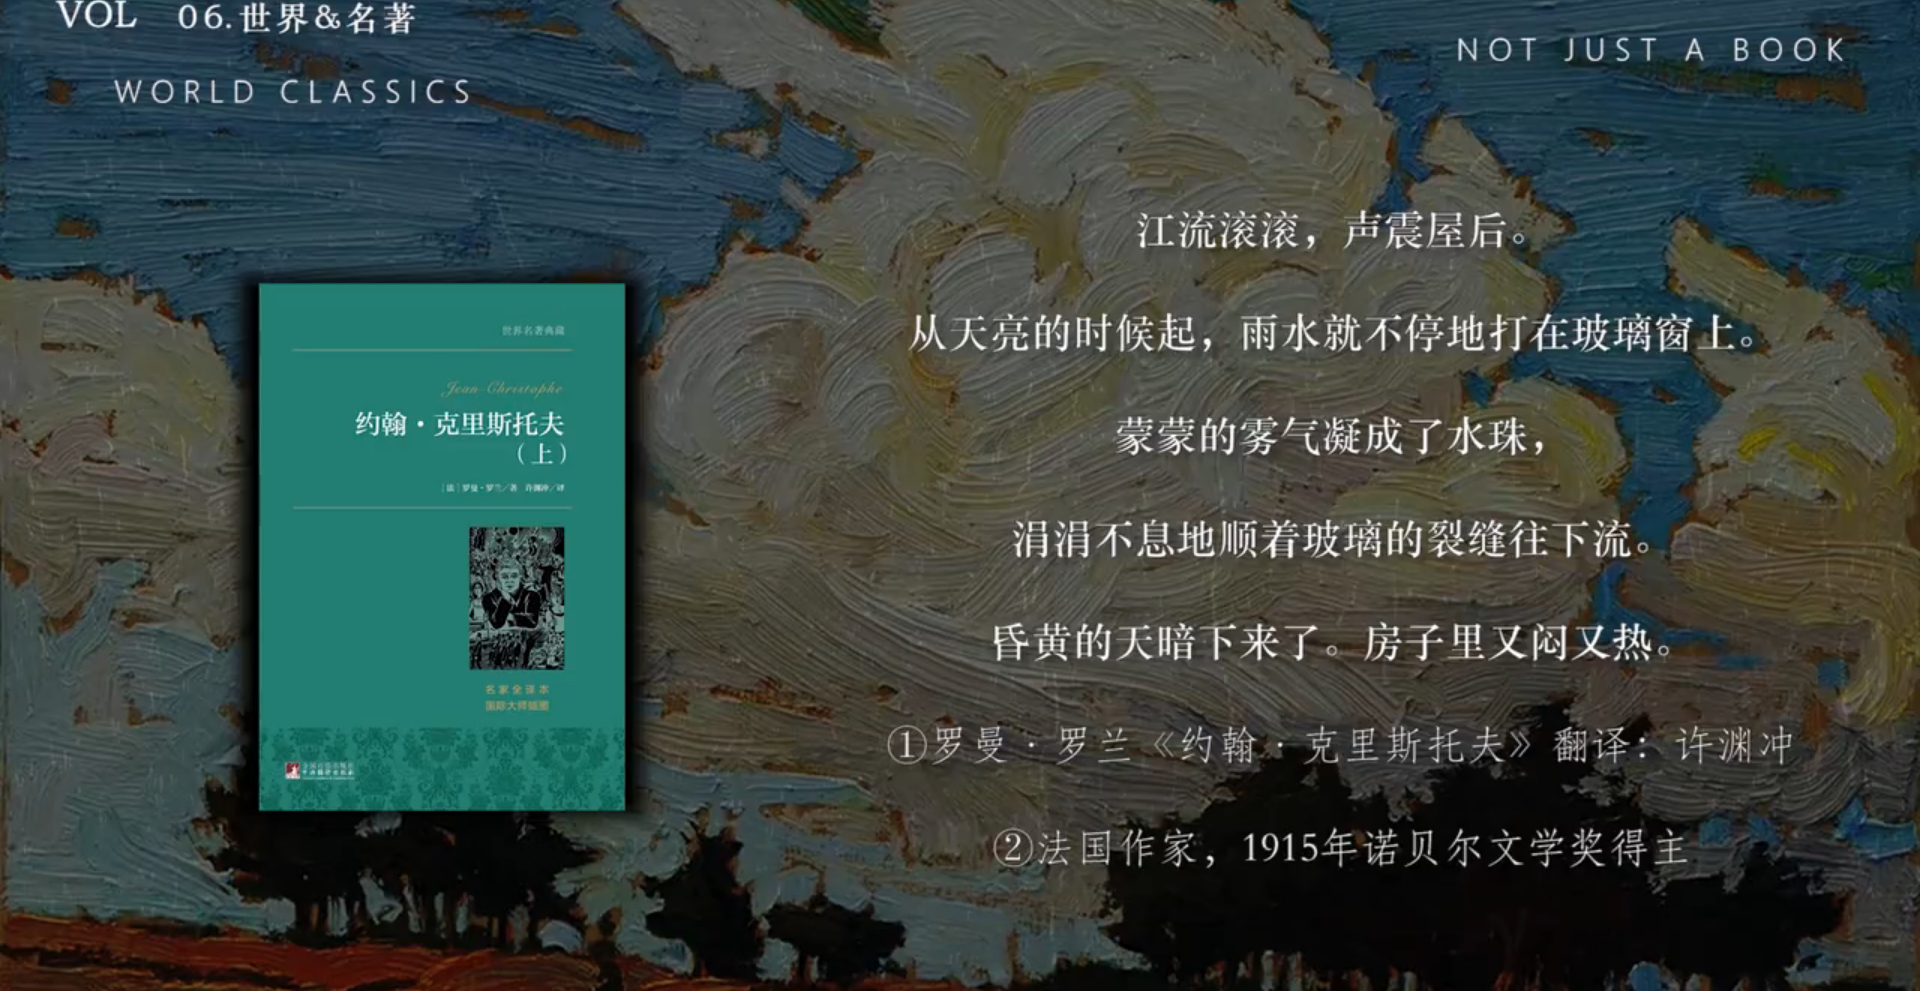 VOL 06.世界&名著
WORLD CLASSICS
NOT JUST A BOOK
世界名著典藏
Jean-Christophe
约翰·克里斯托夫
（上）
[法]罗曼·罗兰/著 许渊冲/译
名家全译本
国际大师插图
江流滚滚，声震屋后。
从天亮的时候起，雨水就不停地打在玻璃窗上。
蒙蒙的雾气凝成了水珠，
涓涓不息地顺着玻璃的裂缝往下流。
昏黄的天暗下来了。房子里又闷又热。
①罗曼·罗兰《约翰·克里斯托夫》翻译：许渊冲
②法国作家，1915年诺贝尔文学奖得主